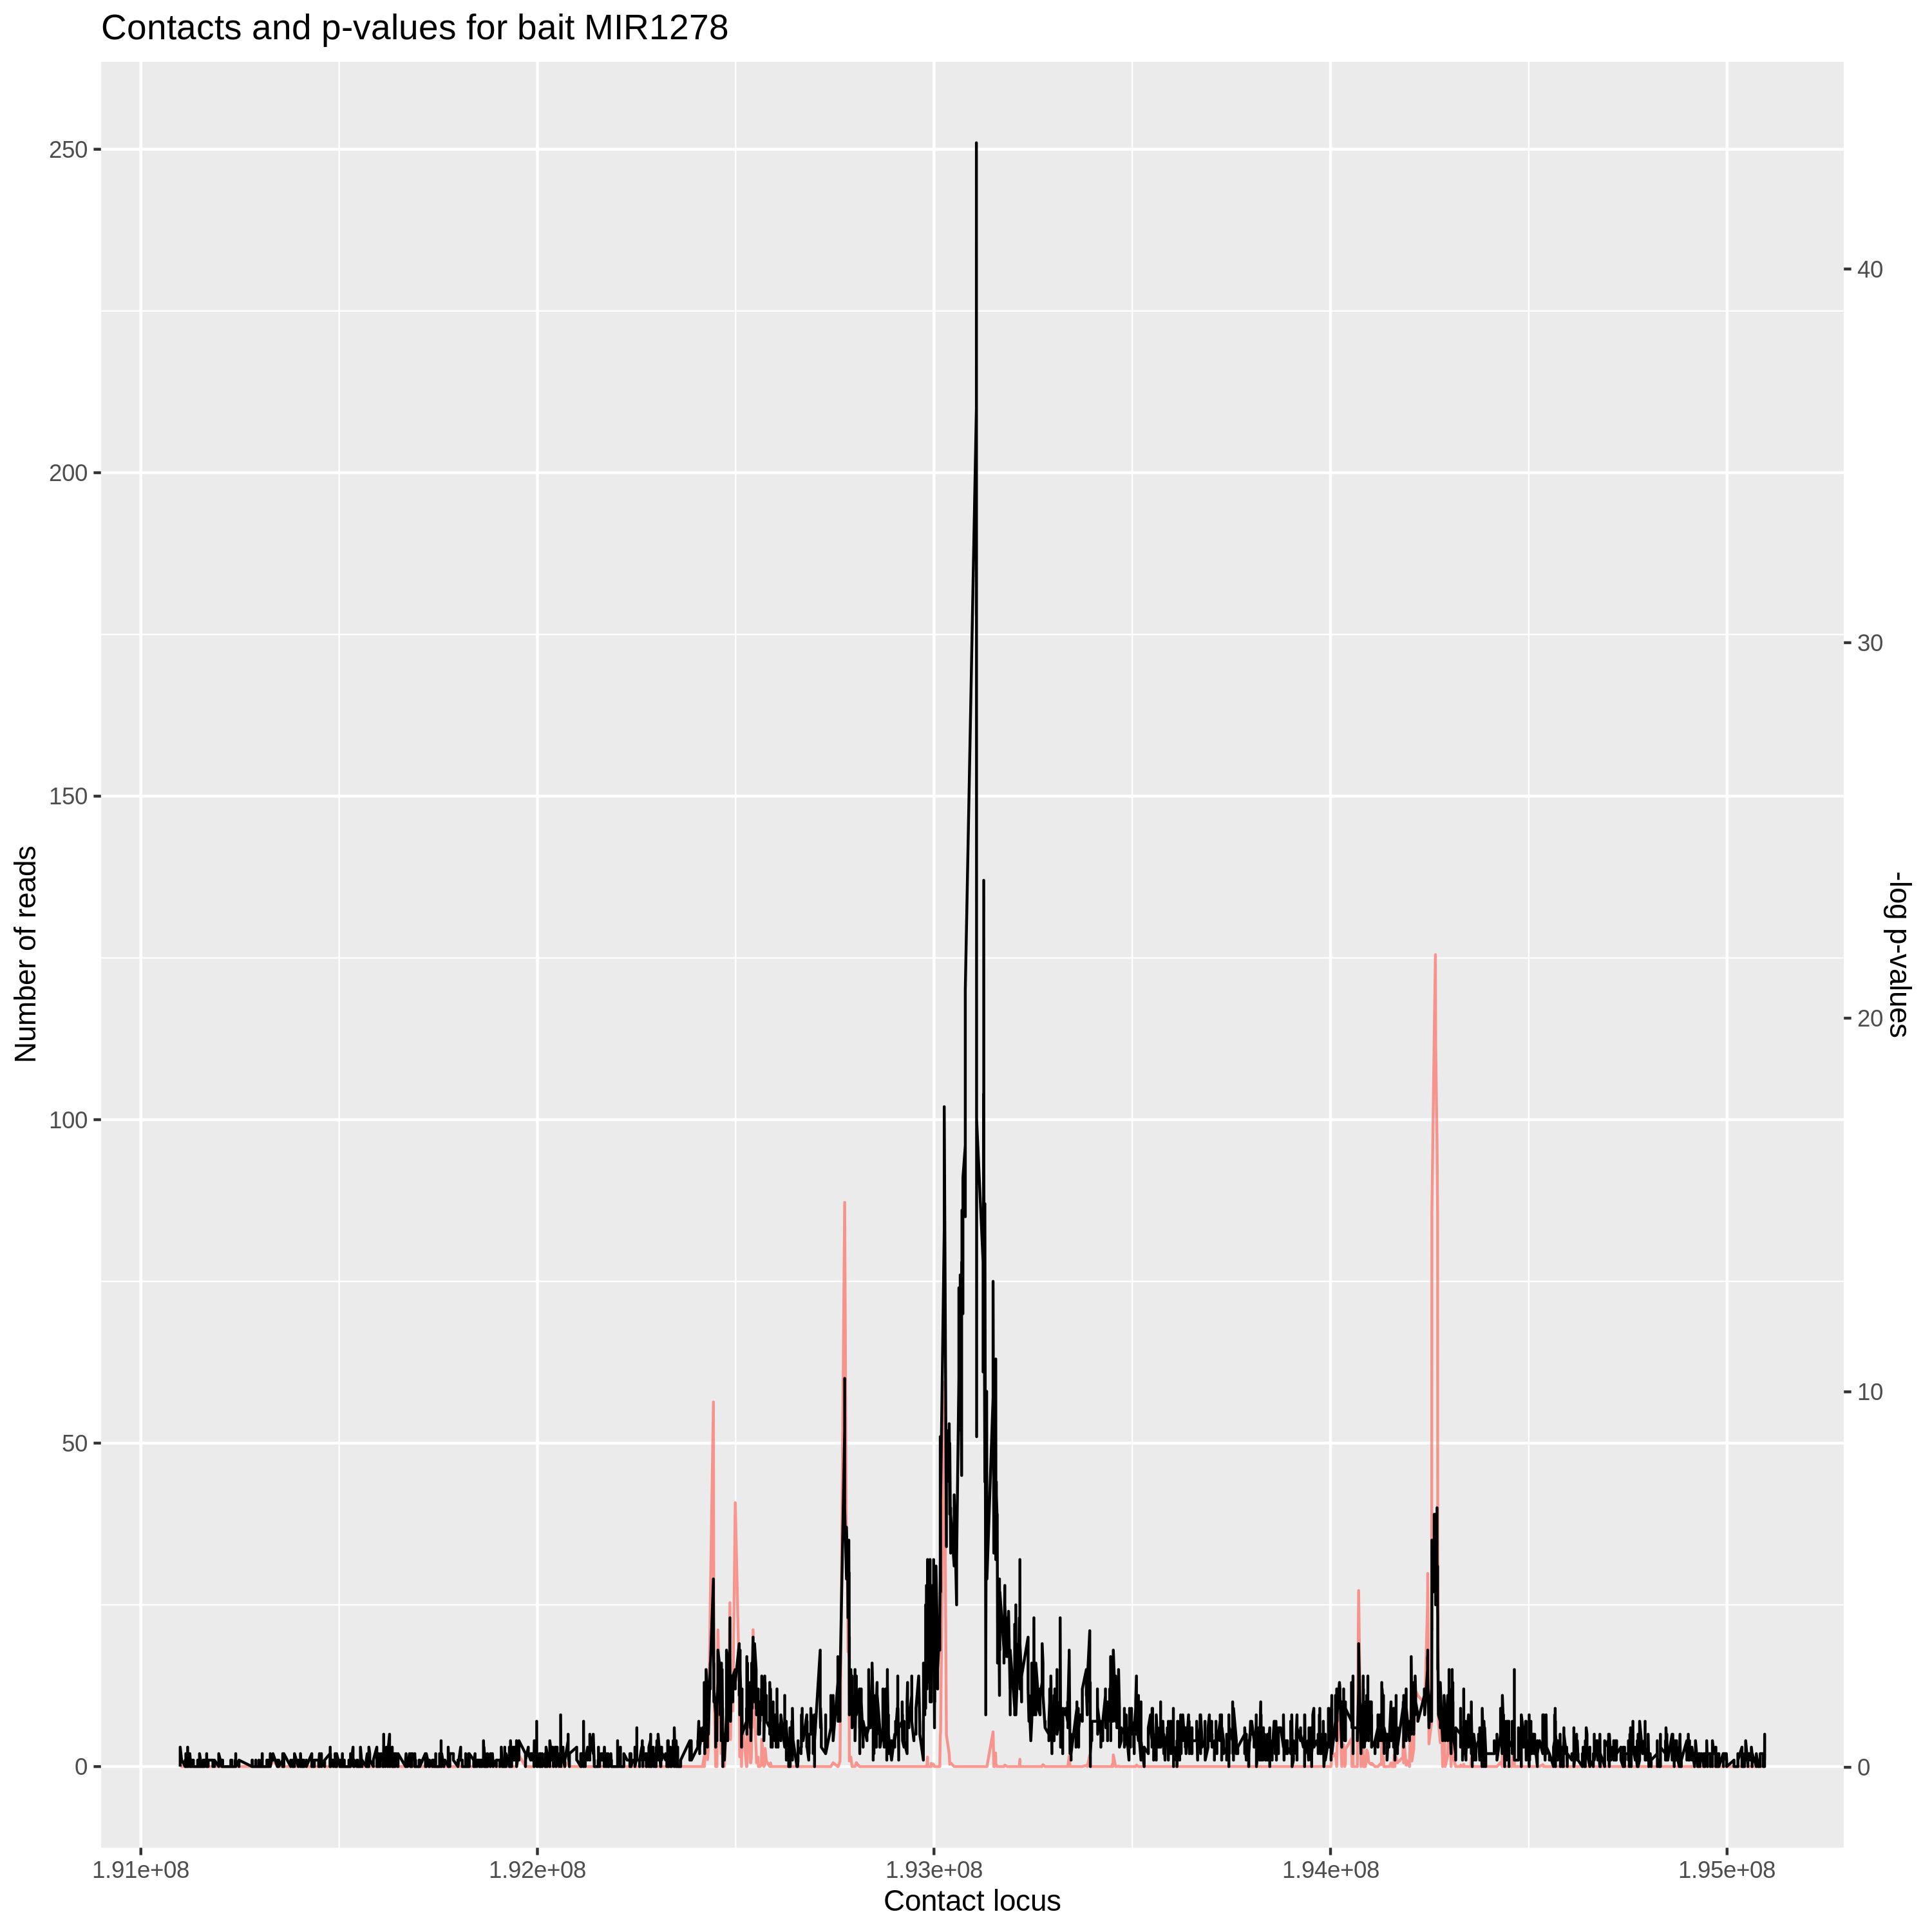 Contacts and p-values for bait MIR1278
250
200
150
100
50
0
40
30
20
10
0
Number of reads
-log p-values
1.91e+08 1.92e+08 1.93e+08 1.94e+08 1.95e+08
Contact locus